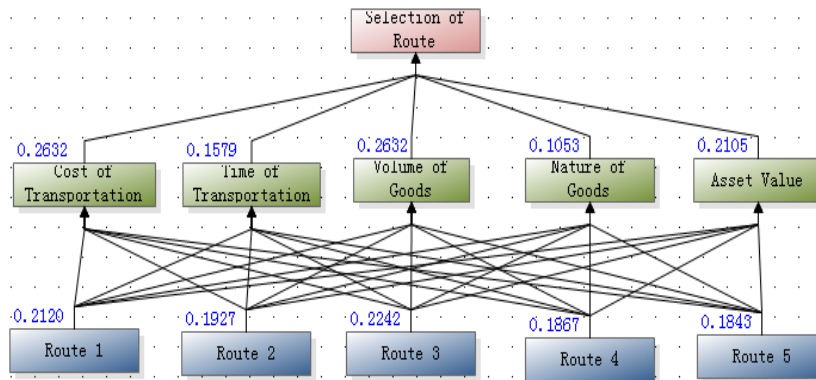 Selection of
Route
0.2632
0.1579
0.2632
0.1053
0.2105
Cost of
Transportation
Time of
Transportation
Volume of
Goods
Nature of
Goods
Asset Value
0.2120
0.1927
0.2242
0.1867
0.1843
Route 1
Route 2
Route 3
Route 4
Route 5